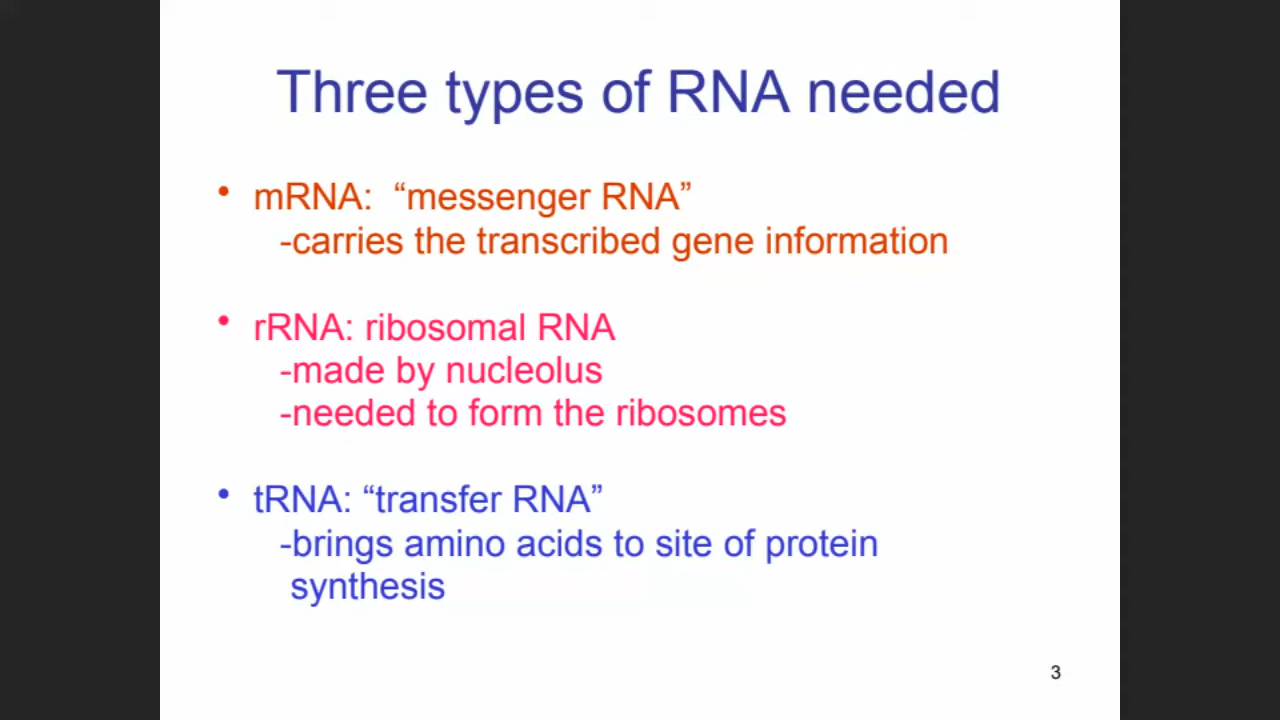 Three types of RNA needed
• mRNA:  “messenger RNA”
-carries the transcribed gene information
• rRNA: ribosomal RNA
-made by nucleolus
-needed to form the ribosomes
• tRNA: “transfer RNA”
-brings amino acids to site of protein
synthesis
3